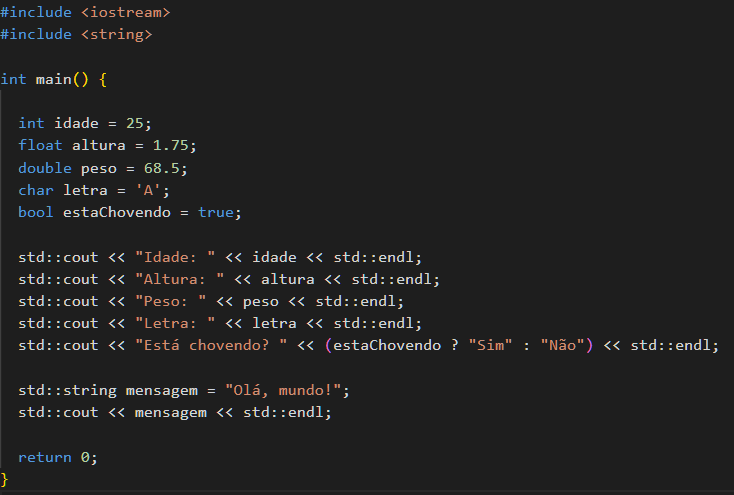 #include <iostream>
#include <string>
int main() {
int idade = 25;
float altura = 1.75;
double peso = 68.5;
char letra = 'A';
bool estaChovendo = true;
std::cout << "Idade: " << idade << std::endl;
std::cout << "Altura: " << altura << std::endl;
std::cout << "Peso: " << peso << std::endl;
std::cout << "Letra: " << letra << std::endl;
std::cout << "Está chovendo? " << (estaChovendo ? "Sim" : "Não") << std::endl;
std::string mensagem = "Olá, mundo!";
std::cout << mensagem << std::endl;
return 0;
}